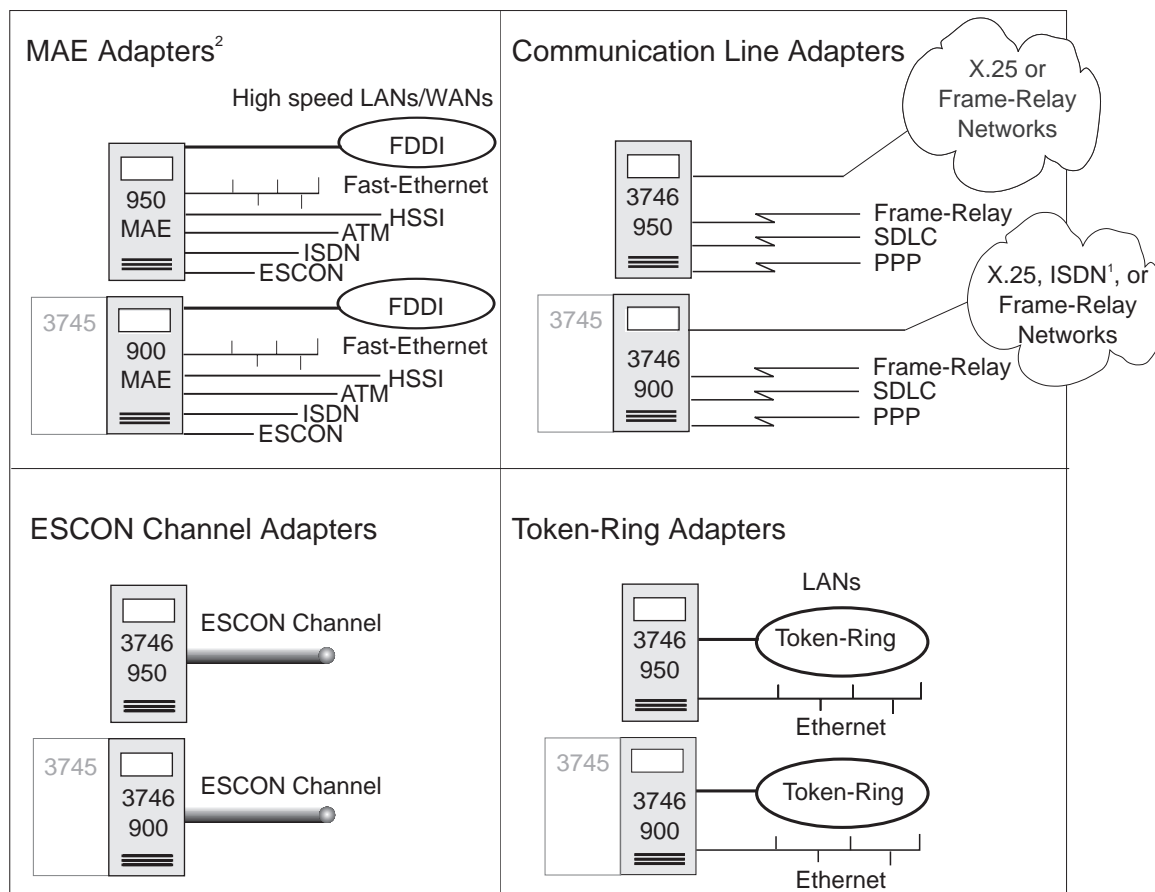 MAE Adapters²
High speed LANs/WANs
FDDI
950
MAE
Fast-Ethernet
HSSI
ATM
ISDN
ESCON
3745
FDDI
900
MAE
Fast-Ethernet
HSSI
ATM
ISDN
ESCON
Communication Line Adapters
X.25 or
Frame-Relay
Networks
3746
950
Frame-Relay
SDLC
PPP
X.25, ISDN¹, or
Frame-Relay
Networks
3745
3746
900
Frame-Relay
SDLC
PPP
ESCON Channel Adapters
ESCON Channel
3746
950
3745
ESCON Channel
3746
900
Token-Ring Adapters
LANs
Token-Ring
3746
950
Ethernet
3745
Token-Ring
3746
900
Ethernet